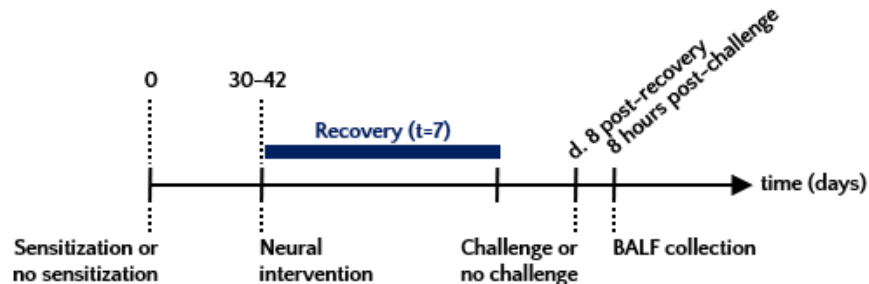 0
30–42
Recovery (t=7)
d. 8 post-recovery
8 hours post-challenge
time (days)
Sensitization or
no sensitization
Neural
intervention
Challenge or
no challenge
BALF collection